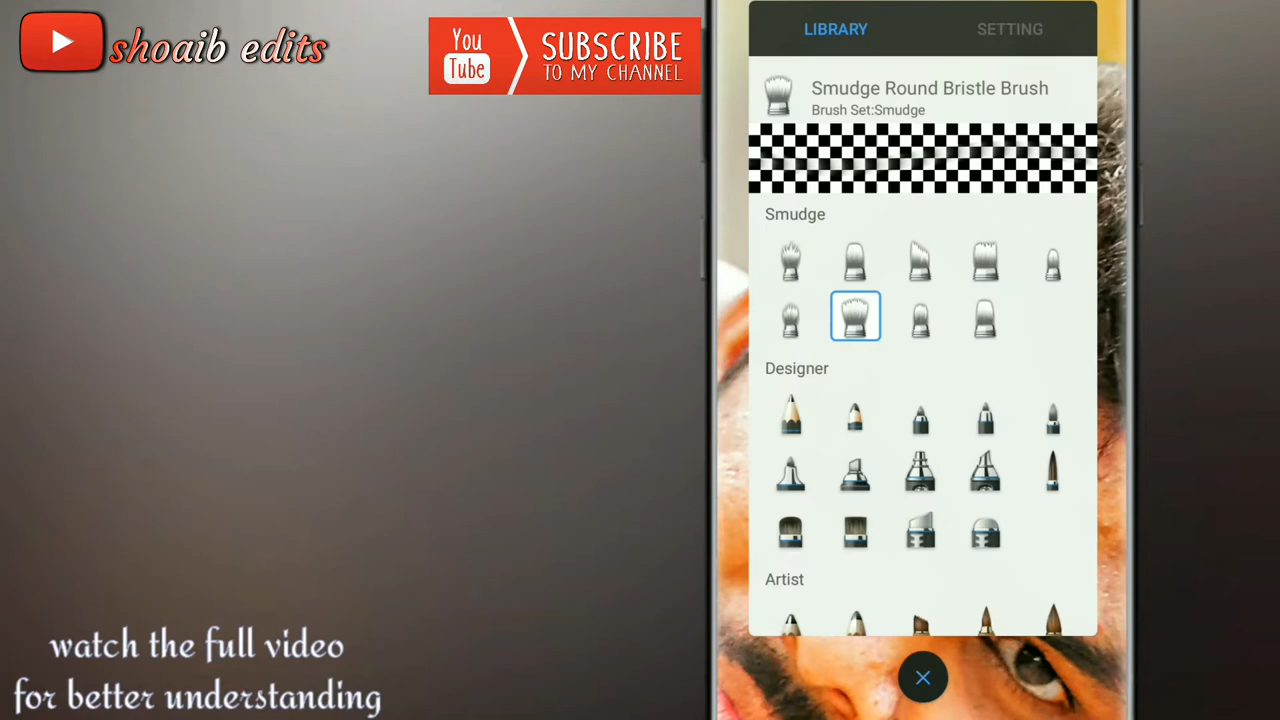 shoaib edits
You
Tube
SUBSCRIBE
TO MY CHANNEL
LIBRARY
SETTING
Smudge Round Bristle Brush
Brush Set:Smudge
Smudge
Designer
Artist
watch the full video
for better understanding